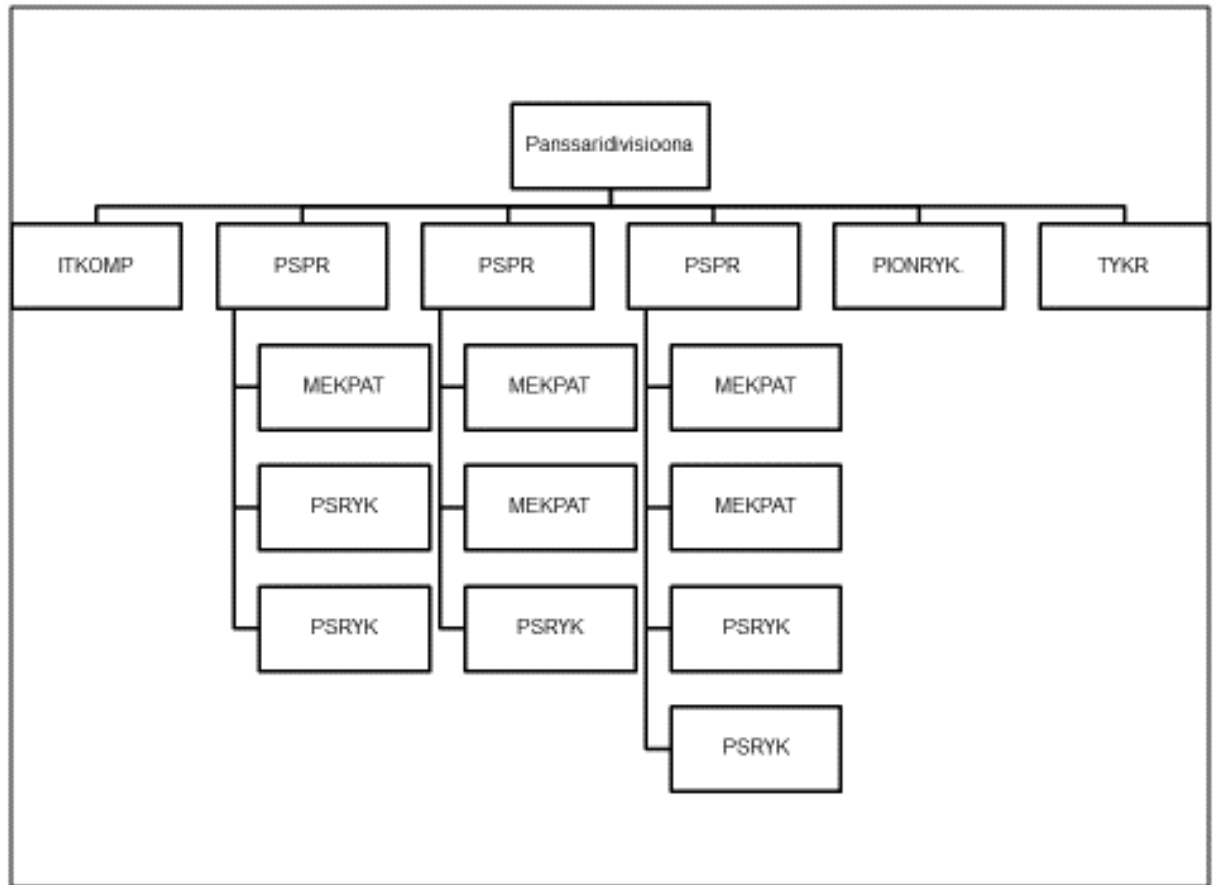 Panssaridivisioona
ITKOMP
PSPR
PSPR
PSPR
PIONRYK.
TYKR
MEKPAT
MEKPAT
MEKPAT
PSRYK
MEKPAT
MEKPAT
PSRYK
PSRYK
PSRYK
PSRYK